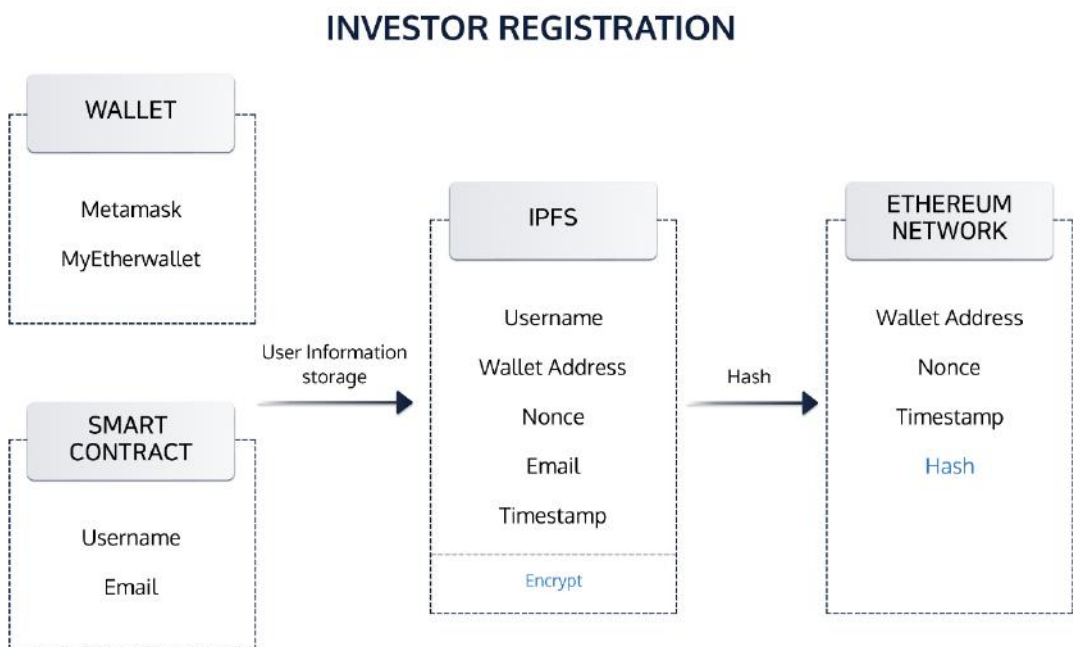 INVESTOR REGISTRATION
WALLET
Metamask
MyEtherwallet
SMART
CONTRACT
Username
Email
User Information
storage
IPFS
Username
Wallet Address
Nonce
Email
Timestamp
Encrypt
Hash
ETHEREUM
NETWORK
Wallet Address
Nonce
Timestamp
Hash